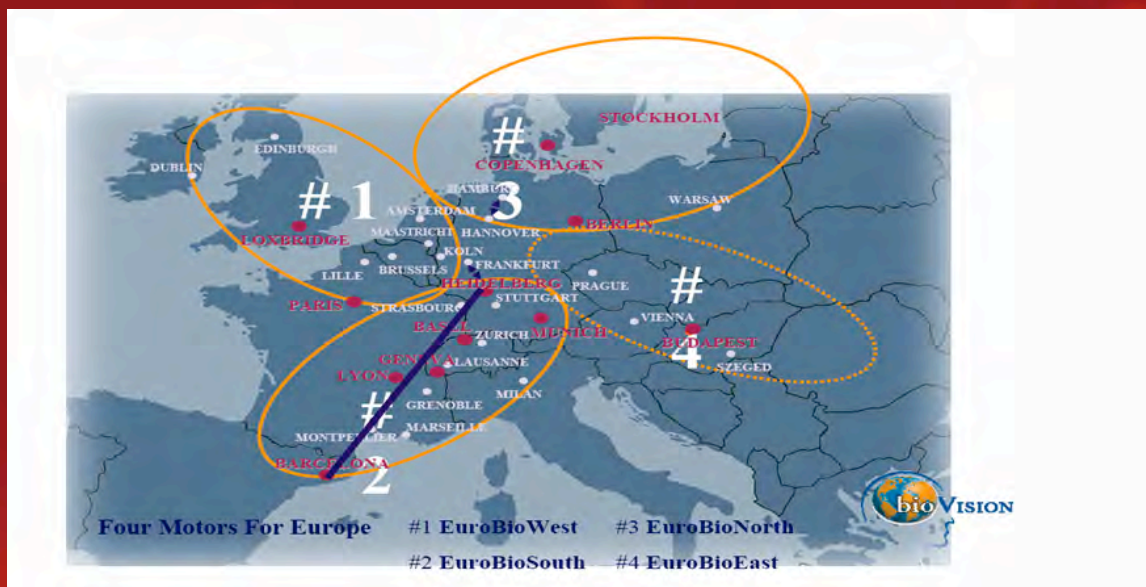 STOCKHOLM
#
EDINBURGH
COPENHAGEN
DUBLIN
HAMBURG
3
WARSAW
# 1
AMSTERDAM
BERLIN
MAASTRICHT
HANNOVER
LOXBRIDGE
KOLN
LILLE
BRUSSELS
FRANKFURT
HEIDELBERG
PRAGUE
#
PARIS
STRASBOURG
STUTTGART
VIENNA
BASEL
MUNICH
ZURICH
BUDAPEST
4
SZEGED
GENEVA
LAUSANNE
LYON
GRENOBLE
MILAN
#
MONTPELLIER
MARSEILLE
BARCELONA
2
bioVISION
Four Motors For Europe
#1 EuroBioWest
#3 EuroBioNorth
#2 EuroBioSouth
#4 EuroBioEast